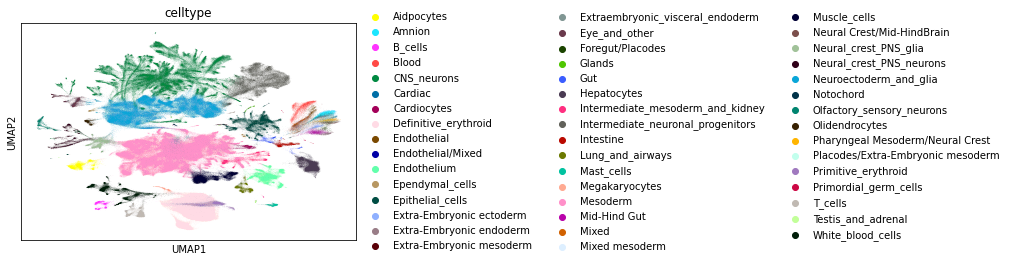 celltype
UMAP2
UMAP1
Aidpocytes
Amnion
B_cells
Blood
CNS_neurons
Cardiac
Cardiocytes
Definitive_erythroid
Endothelial
Endothelial/Mixed
Endothelium
Ependymal_cells
Epithelial_cells
Extra-Embryonic ectoderm
Extra-Embryonic endoderm
Extra-Embryonic mesoderm
Extraembryonic_visceral_endoderm
Eye_and_other
Foregut/Placodes
Glands
Gut
Hepatocytes
Intermediate_mesoderm_and_kidney
Intermediate_neuronal_progenitors
Intestine
Lung_and_airways
Mast_cells
Megakaryocytes
Mesoderm
Mid-Hind Gut
Mixed
Mixed mesoderm
Muscle_cells
Neural Crest/Mid-HindBrain
Neural_crest_PNS_glia
Neural_crest_PNS_neurons
Neuroectoderm_and_glia
Notochord
Olfactory_sensory_neurons
Olidendrocytes
Pharyngeal Mesoderm/Neural Crest
Placodes/Extra-Embryonic mesoderm
Primitive_erythroid
Primordial_germ_cells
T_cells
Testis_and_adrenal
White_blood_cells